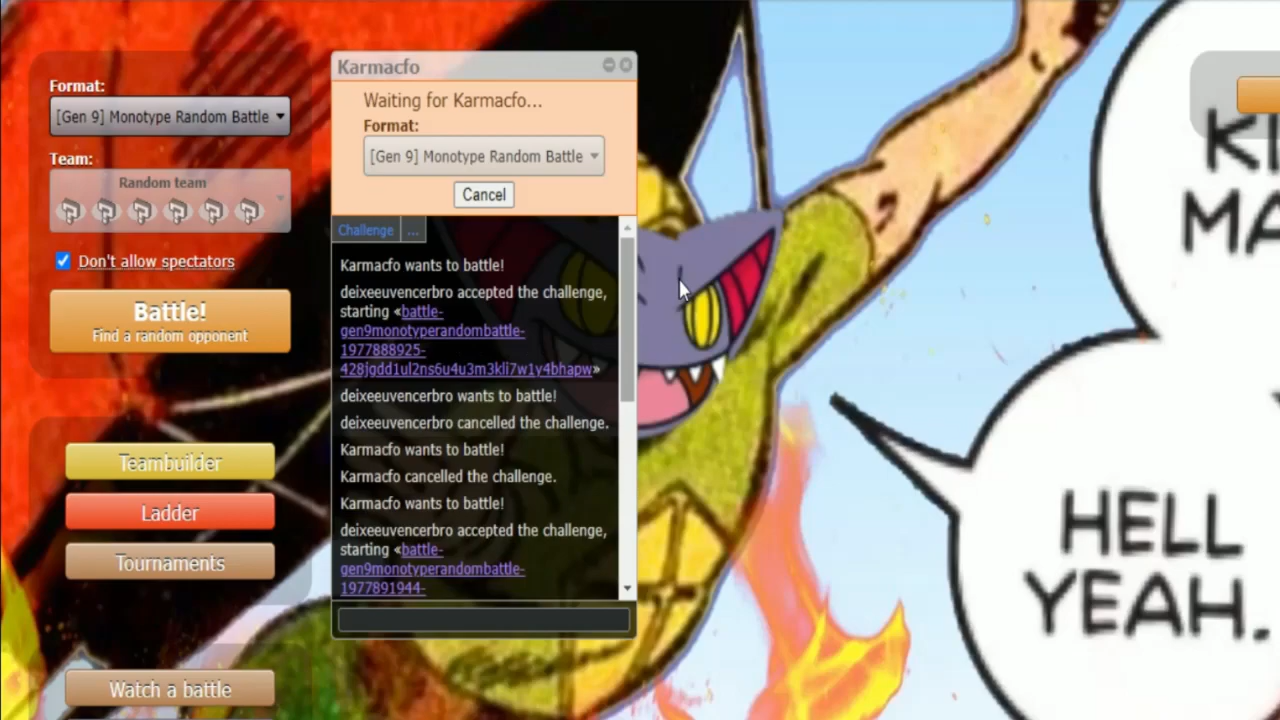 Format:
[Gen 9] Monotype Random Battle
Team:
Random team
Don't allow spectators
Battle!
Find a random opponent
Teambuilder
Ladder
Tournaments
Watch a battle
Karmacfo
Waiting for Karmacfo...
Format:
[Gen 9] Monotype Random Battle
Cancel
Challenge
...
Karmacfo wants to battle!
deixeeuvencerbro accepted the challenge,
starting «battle-
gen9monotyperandombattle-
1977888925-
428jgdd1ul2ns6u4u3m3klj7w1y4bhapw»
deixeeuvencerbro wants to battle!
deixeeuvencerbro cancelled the challenge.
Karmacfo wants to battle!
Karmacfo cancelled the challenge.
Karmacfo wants to battle!
deixeeuvencerbro accepted the challenge,
starting «battle-
gen9monotyperandombattle-
1977891944-
HELL
YEAH.